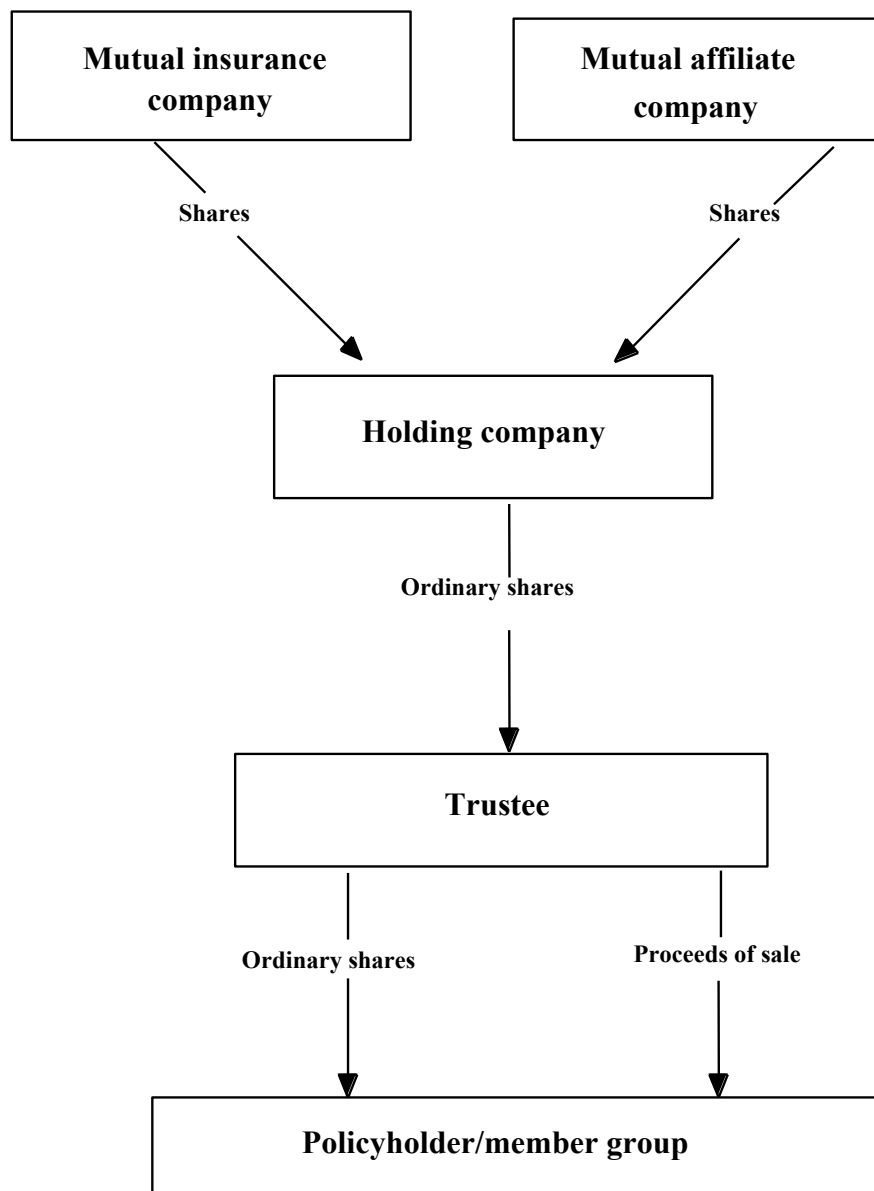 Mutual insurance
company
Mutual affiliate
company
Shares
Shares
Holding company
Ordinary shares
Trustee
Ordinary shares
Proceeds of sale
Policyholder/member group